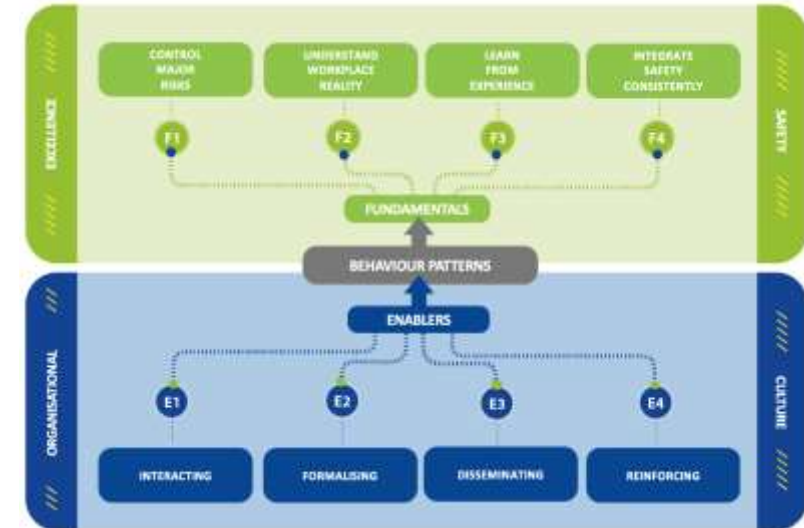 EXCELLENCE
SAFETY
CONTROL
MAJOR
RISKS
UNDERSTAND
WORKPLACE
REALITY
LEARN
FROM
EXPERIENCE
INTEGRATE
SAFETY
CONSISTENTLY
F1
F2
F3
F4
FUNDAMENTALS
BEHAVIOUR PATTERNS
ENABLERS
ORGANISATIONAL
CULTURE
E1
E2
E3
E4
INTERACTING
FORMALISING
DISSEMINATING
REINFORCING